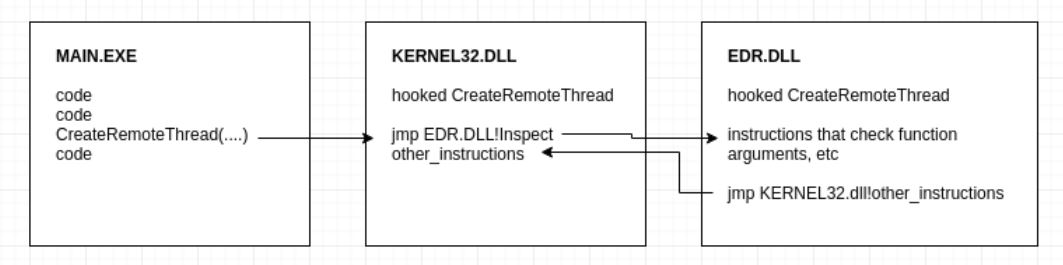 MAIN.EXE
code
code
CreateRemoteThread(....)
code
KERNEL32.DLL
hooked CreateRemoteThread
jmp EDR.DLL!Inspect
other_instructions
EDR.DLL
hooked CreateRemoteThread
instructions that check function
arguments, etc
jmp KERNEL32.dll!other_instructions